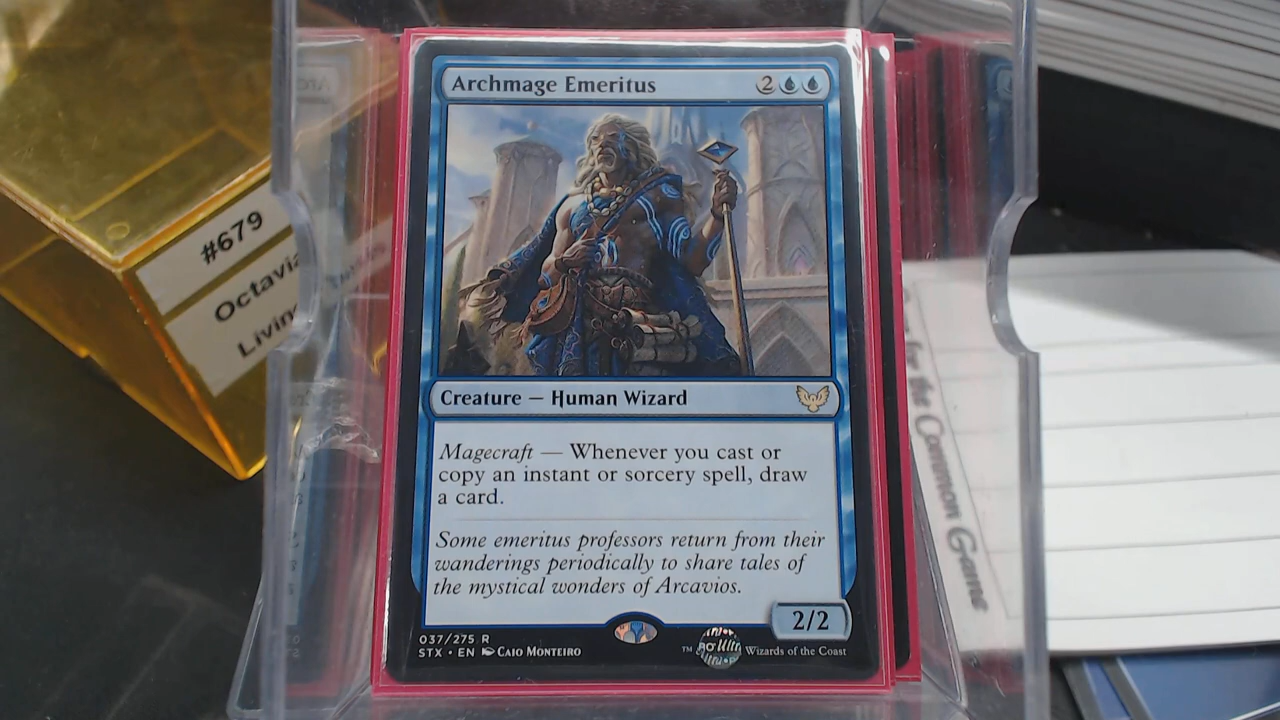 Archmage Emeritus 2
Creature — Human Wizard
Magecraft — Whenever you cast or
copy an instant or sorcery spell, draw
a card.
Some emeritus professors return from their
wanderings periodically to share tales of
the mystical wonders of Arcavios.
2/2
037/275 R
STX • EN Caio Monteiro
™ Wizards of the Coast
#679
Octavia
Livin
for the Common Game